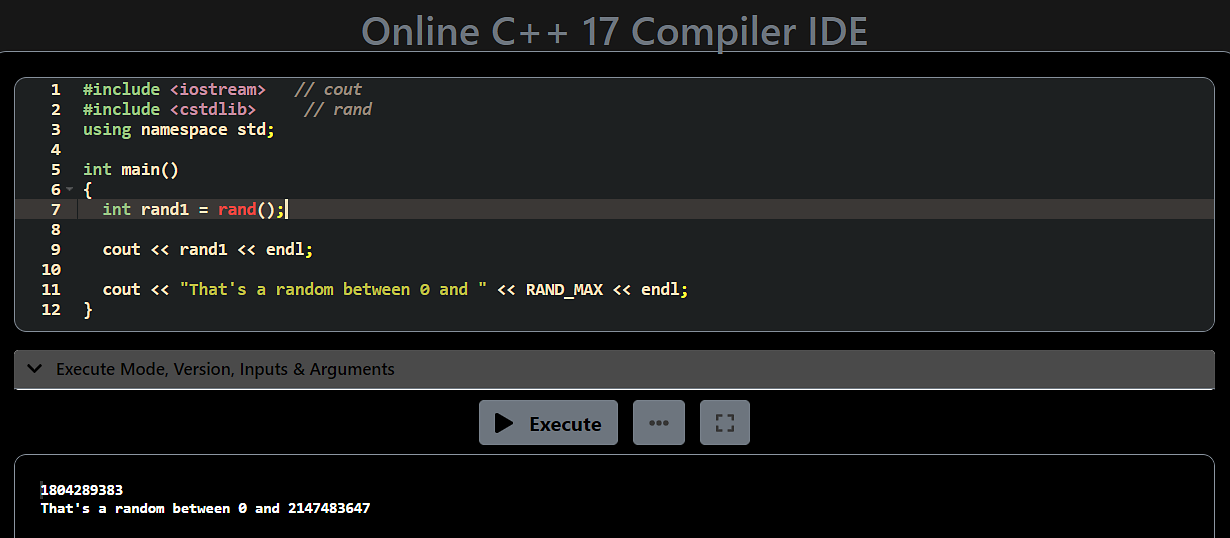 Online C++ 17 Compiler IDE
1 #include <iostream>   // cout
2 #include <cstdlib>     // rand
3 using namespace std;
4
5 int main()
6 {
7   int rand1 = rand();
8
9   cout << rand1 << endl;
10
11   cout << "That's a random between 0 and " << RAND_MAX << endl;
12 }
Execute Mode, Version, Inputs & Arguments
Execute
1804289383
That's a random between 0 and 2147483647